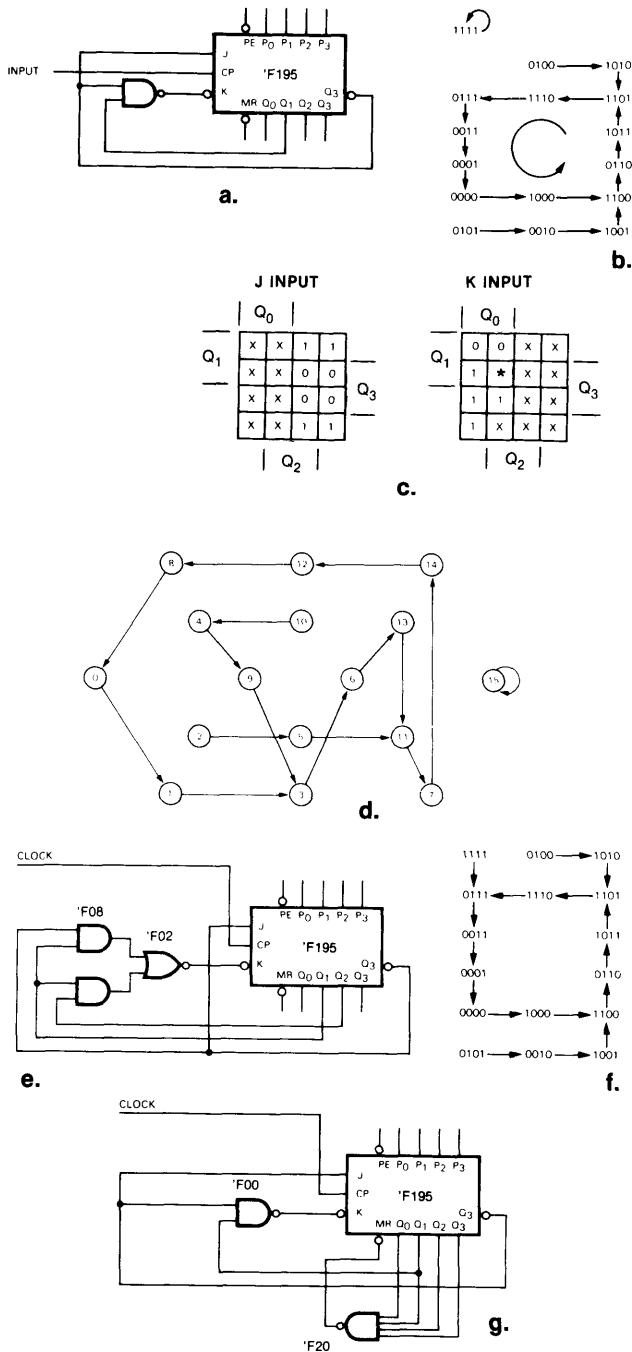 PE P0 P1 P2 P3
J
INPUT
CP 'F195
K Q3
MR Q0 Q1 Q2 Q3
a.
1111
0100 1010
0111 1110 1101
0011 1011
0001 0110
0000 1000 1100
0101 0010 1001
b.
J INPUT K INPUT
Q0 Q0
Q1 X X 1 1 Q1 0 0 X X
X X 0 0 Q3 1 * X X Q3
X X 0 0 1 1 X X
X X 1 1 1 X X X
Q2 Q2
c.
8 12 14
4 10 13
0 9 6 15
2 5 11
1 3 7
d.
CLOCK
'F08
'F02
PE P0 P1 P2 P3
J
CP 'F195
K Q3
MR Q0 Q1 Q2 Q3
e.
1111 0100 1010
0111 1110 1101
0011 1011
0001 0110
0000 1000 1100
0101 0010 1001
f.
CLOCK
PE P0 P1 P2 P3
J
'F00
CP 'F195
K Q3
MR Q0 Q1 Q2 Q3
'F20
g.